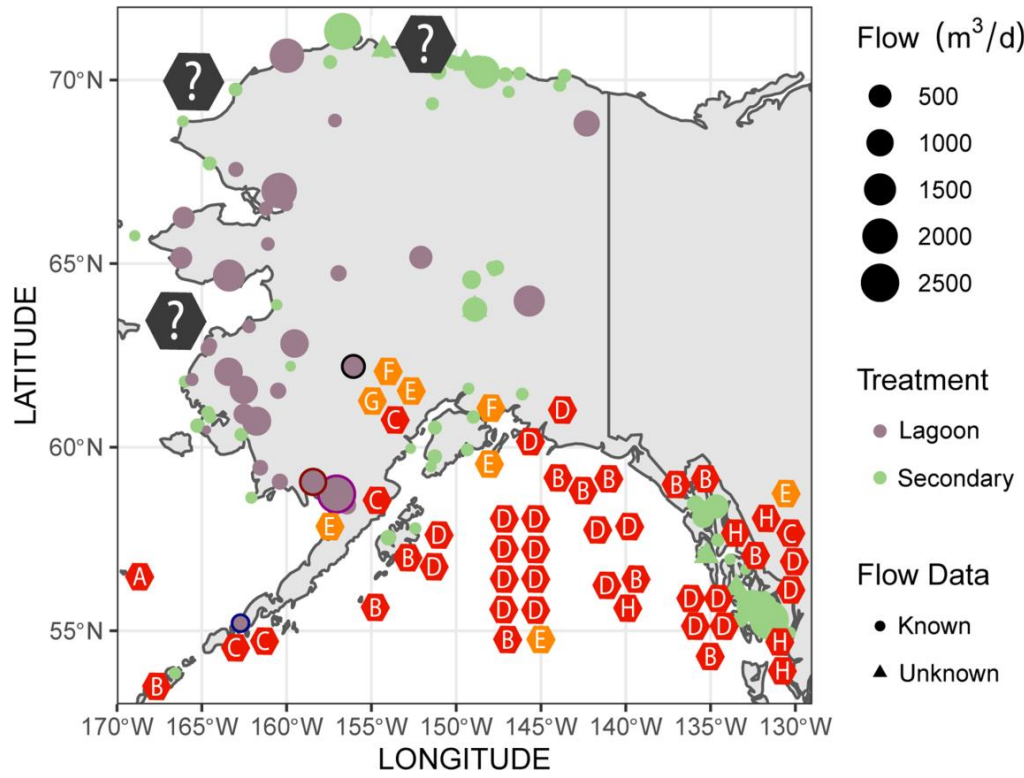 Flow (m³/d)
500
1000
1500
2000
2500
Treatment
Lagoon
Secondary
Flow Data
Known
Unknown
LATITUDE
70°N
65°N
60°N
55°N
? ?
?
F
G E
C F D
D
E
B B B B B E
C
E
D D B D H D C
D D D H B D
B D D D
A D D D B D D D
B D D H D D H
C C B E B H
B
170°W 165°W 160°W 155°W 150°W 145°W 140°W 135°W 130°W
LONGITUDE